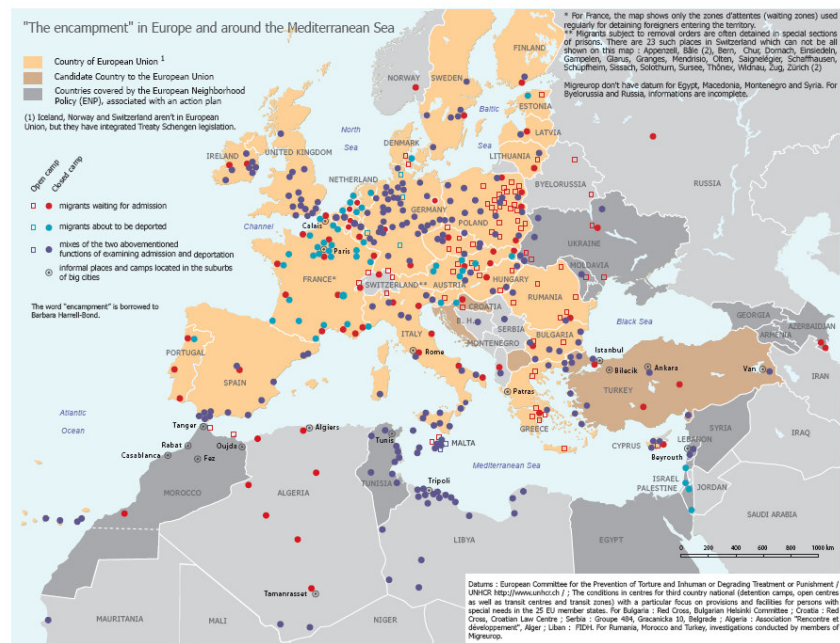 "The encampment" in Europe and around the Mediterranean Sea
Country of European Union ¹
Candidate Country to the European Union
Countries covered by the European Neighborhood
Policy (ENP), associated with an action plan
(1) Iceland, Norway and Switzerland aren't in European
Union, but they have integrated Treaty Schengen legislation.
Open camp
Closed camp
migrants waiting for admission
migrants about to be deported
mixes of the two abovementioned
functions of examining admission and deportation
informal places and camps located in the suburbs
of big cities
The word "encampment" is borrowed to
Barbara Harrell-Bond.
* For France, the map shows only the zones d'attentes (waiting zones) used
regularly for detaining foreigners entering the territory.
** Migrants subject to removal orders are often detained in special sections
of prisons. There are 23 such places in Switzerland which can not be all
shown on this map : Appenzell, Bâle (2), Bern, Chur, Dornach, Einsiedeln,
Gampelen, Glarus, Granges, Mendrisio, Olten, Saignelégier, Schaffhausen,
Schüpfheim, Sissach, Solothurn, Sursee, Thônex, Widnau, Zug, Zürich (2)
Migreurop don't have datum for Egypt, Macedonia, Montenegro and Syria. For
Byelorussia and Russia, informations are incomplete.
NORWAY
SWEDEN
FINLAND
ESTONIA
LATVIA
LITHUANIA
Baltic
Sea
North
Sea
DENMARK
IRELAND
UNITED KINGDOM
NETHERLAND
GERMANY
POLAND
BYELORUSSIA
RUSSIA
UKRAINE
MOLDAVIA
Channel
Calais
Paris
FRANCE*
SWITZERLAND**
AUSTRIA
HUNGARY
RUMANIA
CROATIA
B. H.
SERBIA
MONTENEGRO
BULGARIA
Black Sea
GEORGIA
ARMENIA
AZERBAIDJAN
ITALY
Rome
PORTUGAL
SPAIN
Istanbul
Bilecik
Ankara
Van
TURKEY
Patras
GREECE
IRAN
IRAQ
SYRIA
CYPRUS
LEBANON
Beyrouth
ISRAEL
PALESTINE
JORDAN
SAUDI ARABIA
Atlantic
Ocean
Tanger
Rabat
Casablanca
Fez
Oujda
Algiers
Tunis
MALTA
Mediterranean Sea
Tripoli
MOROCCO
ALGERIA
TUNISIA
LIBYA
EGYPT
Tamanrasset
MAURITANIA
MALI
NIGER
0 200 400 600 800 1000 km
Datums : European Committee for the Prevention of Torture and Inhuman or Degrading Treatment or Punishment /
UNHCR http://www.unhcr.ch / ; The conditions in centres for third country national (detention camps, open centres
as well as transit centres and transit zones) with a particular focus on provisions and facilities for persons with
special needs in the 25 EU member states. For Bulgaria : Red Cross, Bulgarian Helsinki Committee ; Croatia : Red
Cross, Croatian Law Centre ; Serbia : Groupe 484, Gracanicka 10, Belgrade ; Algeria : Association "Rencontre et
développement", Alger ; Liban : FIDH. For Rumania, Morocco and Turkey, investigations conducted by members of
Migreurop.